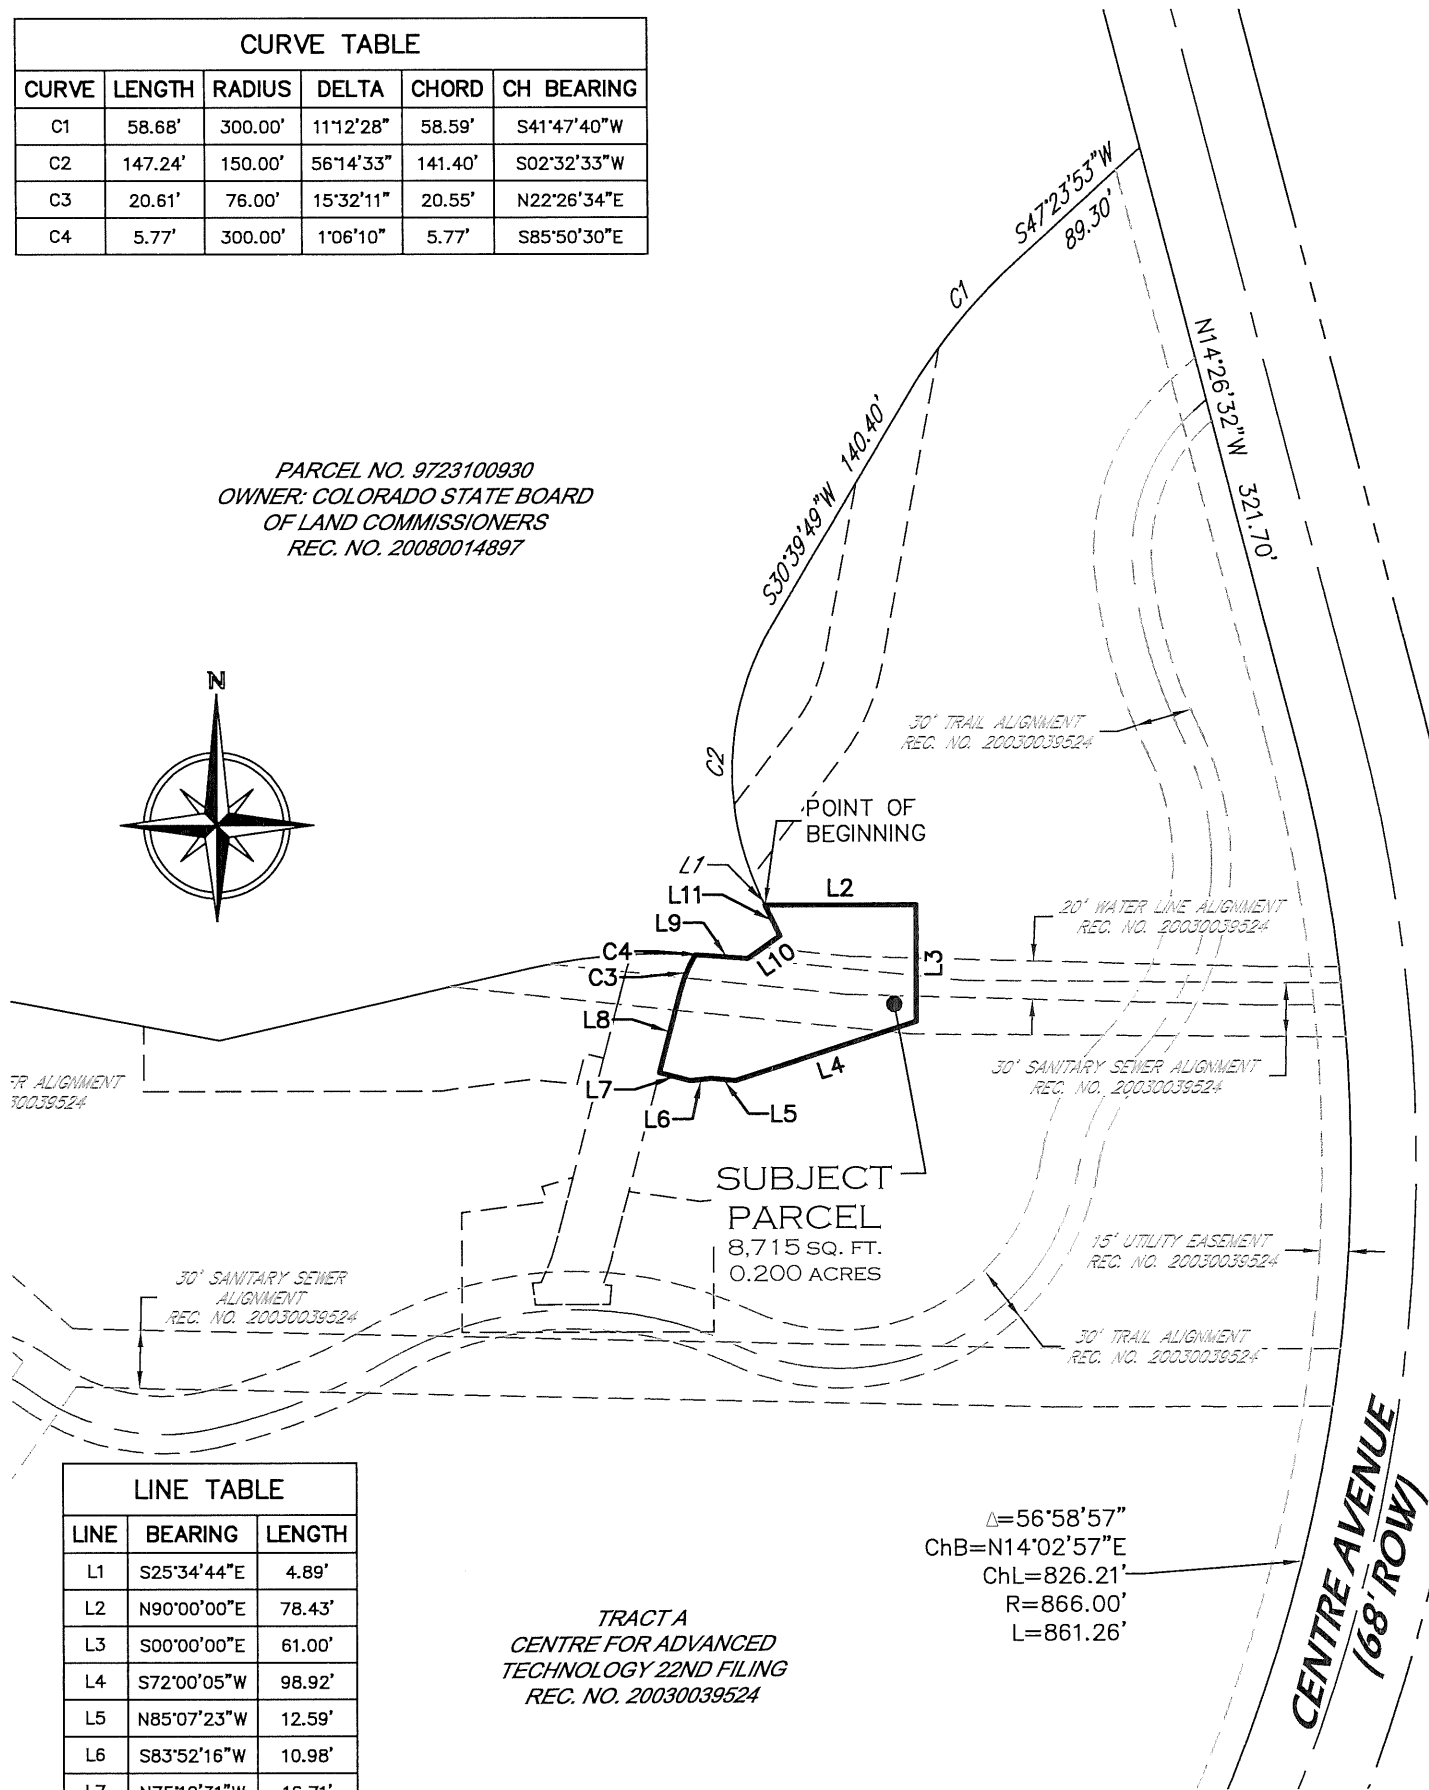 CURVE TABLE
CURVE LENGTH RADIUS DELTA CHORD CH BEARING
C1 58.68' 300.00' 11°12'28" 58.59' S41°47'40"W
C2 147.24' 150.00' 56°14'33" 141.40' S02°32'33"W
C3 20.61' 76.00' 15°32'11" 20.55' N22°26'34"E
C4 5.77' 300.00' 1°06'10" 5.77' S85°50'30"E
S47°23'53"W
89.30'
C1
N14°26'32"W 321.70'
S30°39'49"W 140.40'
PARCEL NO. 9723100930
OWNER: COLORADO STATE BOARD
OF LAND COMMISSIONERS
REC. NO. 20080014897
N
30' TRAIL ALIGNMENT
REC. NO. 20030039524
C2
POINT OF
BEGINNING
L1
L11
L2
L9
20' WATER LINE ALIGNMENT
REC. NO. 20030039524
C4
L10
L3
C3
L8
30' SANITARY SEWER ALIGNMENT
REC. NO. 20030039524
L4
L7
L6
L5
ER ALIGNMENT
30039524
SUBJECT
PARCEL
8,715 SQ. FT.
0.200 ACRES
15' UTILITY EASEMENT
REC. NO. 20030039524
30' SANITARY SEWER
ALIGNMENT
REC. NO. 20030039524
30' TRAIL ALIGNMENT
REC. NO. 20030039524
CENTRE AVENUE
(68' ROW)
LINE TABLE
LINE BEARING LENGTH
L1 S25°34'44"E 4.89'
L2 N90°00'00"E 78.43'
L3 S00°00'00"E 61.00'
L4 S72°00'05"W 98.92'
L5 N85°07'23"W 12.59'
L6 S83°52'16"W 10.98'
L7
Δ=56°58'57"
ChB=N14°02'57"E
ChL=826.21'
R=866.00'
L=861.26'
TRACT A
CENTRE FOR ADVANCED
TECHNOLOGY 22ND FILING
REC. NO. 20030039524